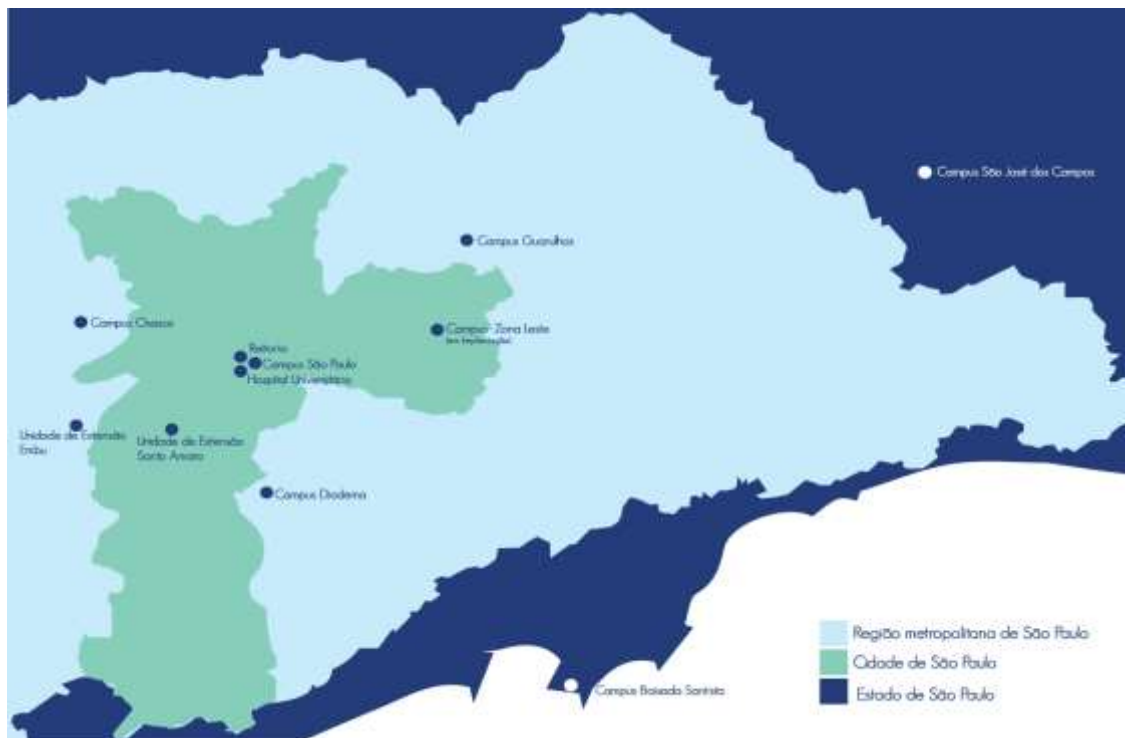 Campus São José dos Campos
Campus Guarulhos
Campus Osasco
Campus Zona Leste
(em Implantação)
Reitoria
Campus São Paulo
Hospital Universitário
Unidade de Extensão
Embu
Unidade de Extensão
Santo Amaro
Campus Diadema
Campus Baixada Santista
Região metropolitana de São Paulo
Cidade de São Paulo
Estado de São Paulo